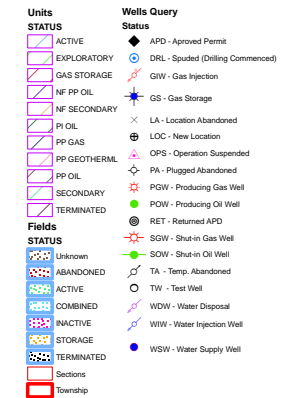 Units
STATUS
ACTIVE
EXPLORATORY
GAS STORAGE
NF PP OIL
NF SECONDARY
PI OIL
PP GAS
PP GEOTHERML
PP OIL
SECONDARY
TERMINATED
Fields
STATUS
Unknown
ABANDONED
ACTIVE
COMBINED
INACTIVE
STORAGE
TERMINATED
Sections
Township
Wells Query
Status
APD - Aproved Permit
DRL - Spuded (Drilling Commenced)
GIW - Gas Injection
GS - Gas Storage
LA - Location Abandoned
LOC - New Location
OPS - Operation Suspended
PA - Plugged Abandoned
PGW - Producing Gas Well
POW - Producing Oil Well
RET - Returned APD
SGW - Shut-in Gas Well
SOW - Shut-in Oil Well
TA - Temp. Abandoned
TW - Test Well
WDW - Water Disposal
WIW - Water Injection Well
WSW - Water Supply Well